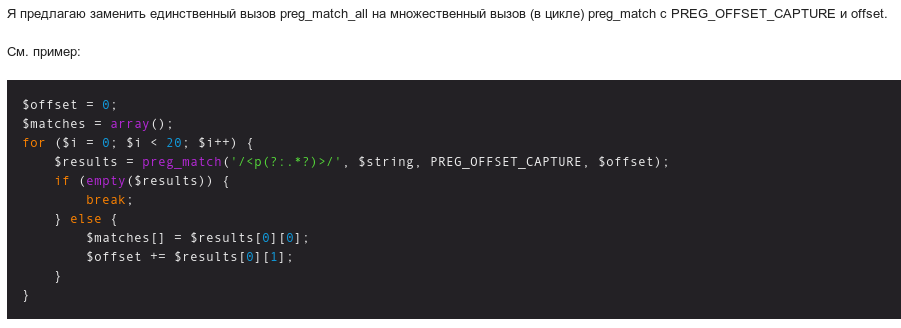 Я предлагаю заменить единственный вызов preg_match_all на множественный вызов (в цикле) preg_match с PREG_OFFSET_CAPTURE и offset.
См. пример:
$offset = 0;
$matches = array();
for ($i = 0; $i < 20; $i++) {
    $results = preg_match('/<p(?:.*?)>/', $string, PREG_OFFSET_CAPTURE, $offset);
    if (empty($results)) {
        break;
    } else {
        $matches[] = $results[0][0];
        $offset += $results[0][1];
    }
}